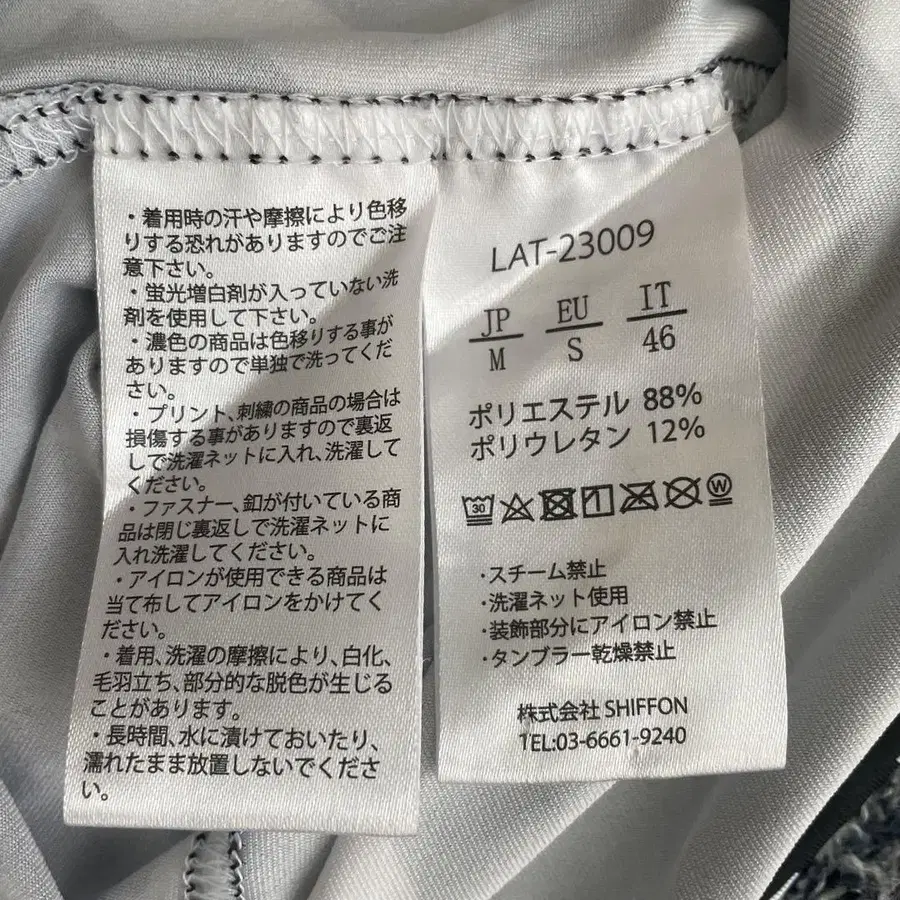 ・着用時の汗や摩擦により色移
りする恐れがありますのでご注
意下さい。
・蛍光増白剤が入っていない洗
剤を使用して下さい。
・濃色の商品は色移りする事が
ありますので単独で洗ってくだ
さい。
・プリント、刺繍の商品の場合は
損傷する事がありますので裏返
しで洗濯ネットに入れ、洗濯して
ください。
・ファスナー、釦が付いている商
品は閉じ裏返しで洗濯ネットに
入れ洗濯してください。
・アイロンが使用できる商品は
当て布してアイロンをかけてく
ださい。
・着用、洗濯の摩擦により、白化、
毛羽立ち、部分的な脱色が生じる
ことがあります。
・長時間、水に漬けておいたり、
濡れたまま放置しないでくださ
い。
LAT-23009
JP EU IT
M S 46
ポリエステル 88%
ポリウレタン 12%
30 W
・スチーム禁止
・洗濯ネット使用
・装飾部分にアイロン禁止
・タンブラー乾燥禁止
株式会社 SHIFFON
TEL:03-6661-9240